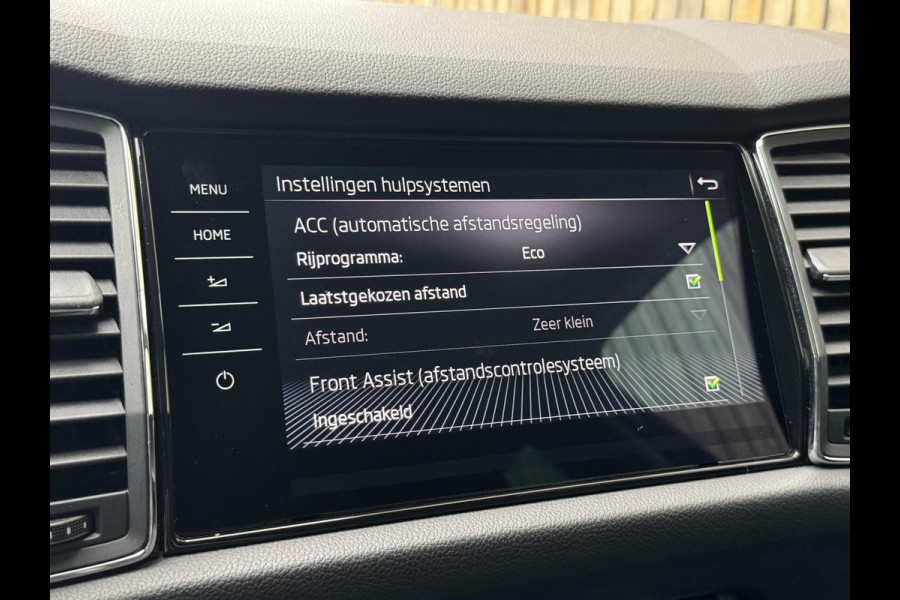 MENU
HOME
Instellingen hulpsystemen
ACC (automatische afstandsregeling)
Rijprogramma: Eco
Laatstgekozen afstand
Afstand: Zeer klein
Front Assist (afstandscontrolesysteem)
Ingeschakeld